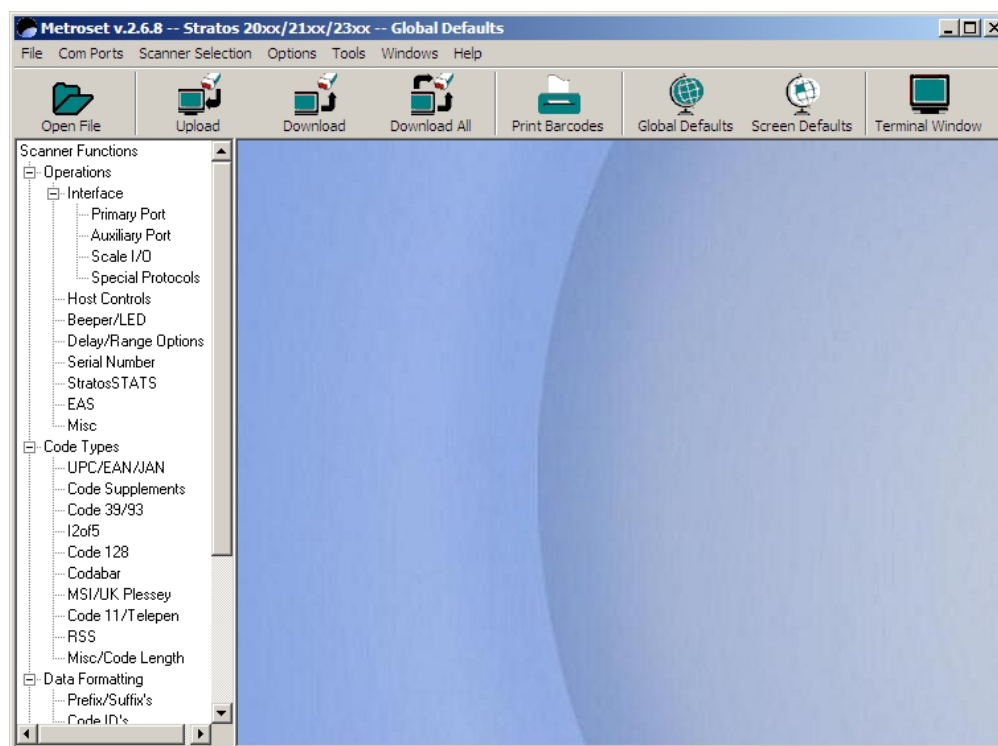 Metroset v.2.6.8 -- Stratos 20xx/21xx/23xx -- Global Defaults
File Com Ports Scanner Selection Options Tools Windows Help
Open File Upload Download Download All Print Barcodes Global Defaults Screen Defaults Terminal Window
Scanner Functions
Operations
Interface
Primary Port
Auxiliary Port
Scale I/O
Special Protocols
Host Controls
Beeper/LED
Delay/Range Options
Serial Number
StratosSTATS
EAS
Misc
Code Types
UPC/EAN/JAN
Code Supplements
Code 39/93
I2of5
Code 128
Codabar
MSI/UK Plessey
Code 11/Telepen
RSS
Misc/Code Length
Data Formatting
Prefix/Suffix's
Code ID's